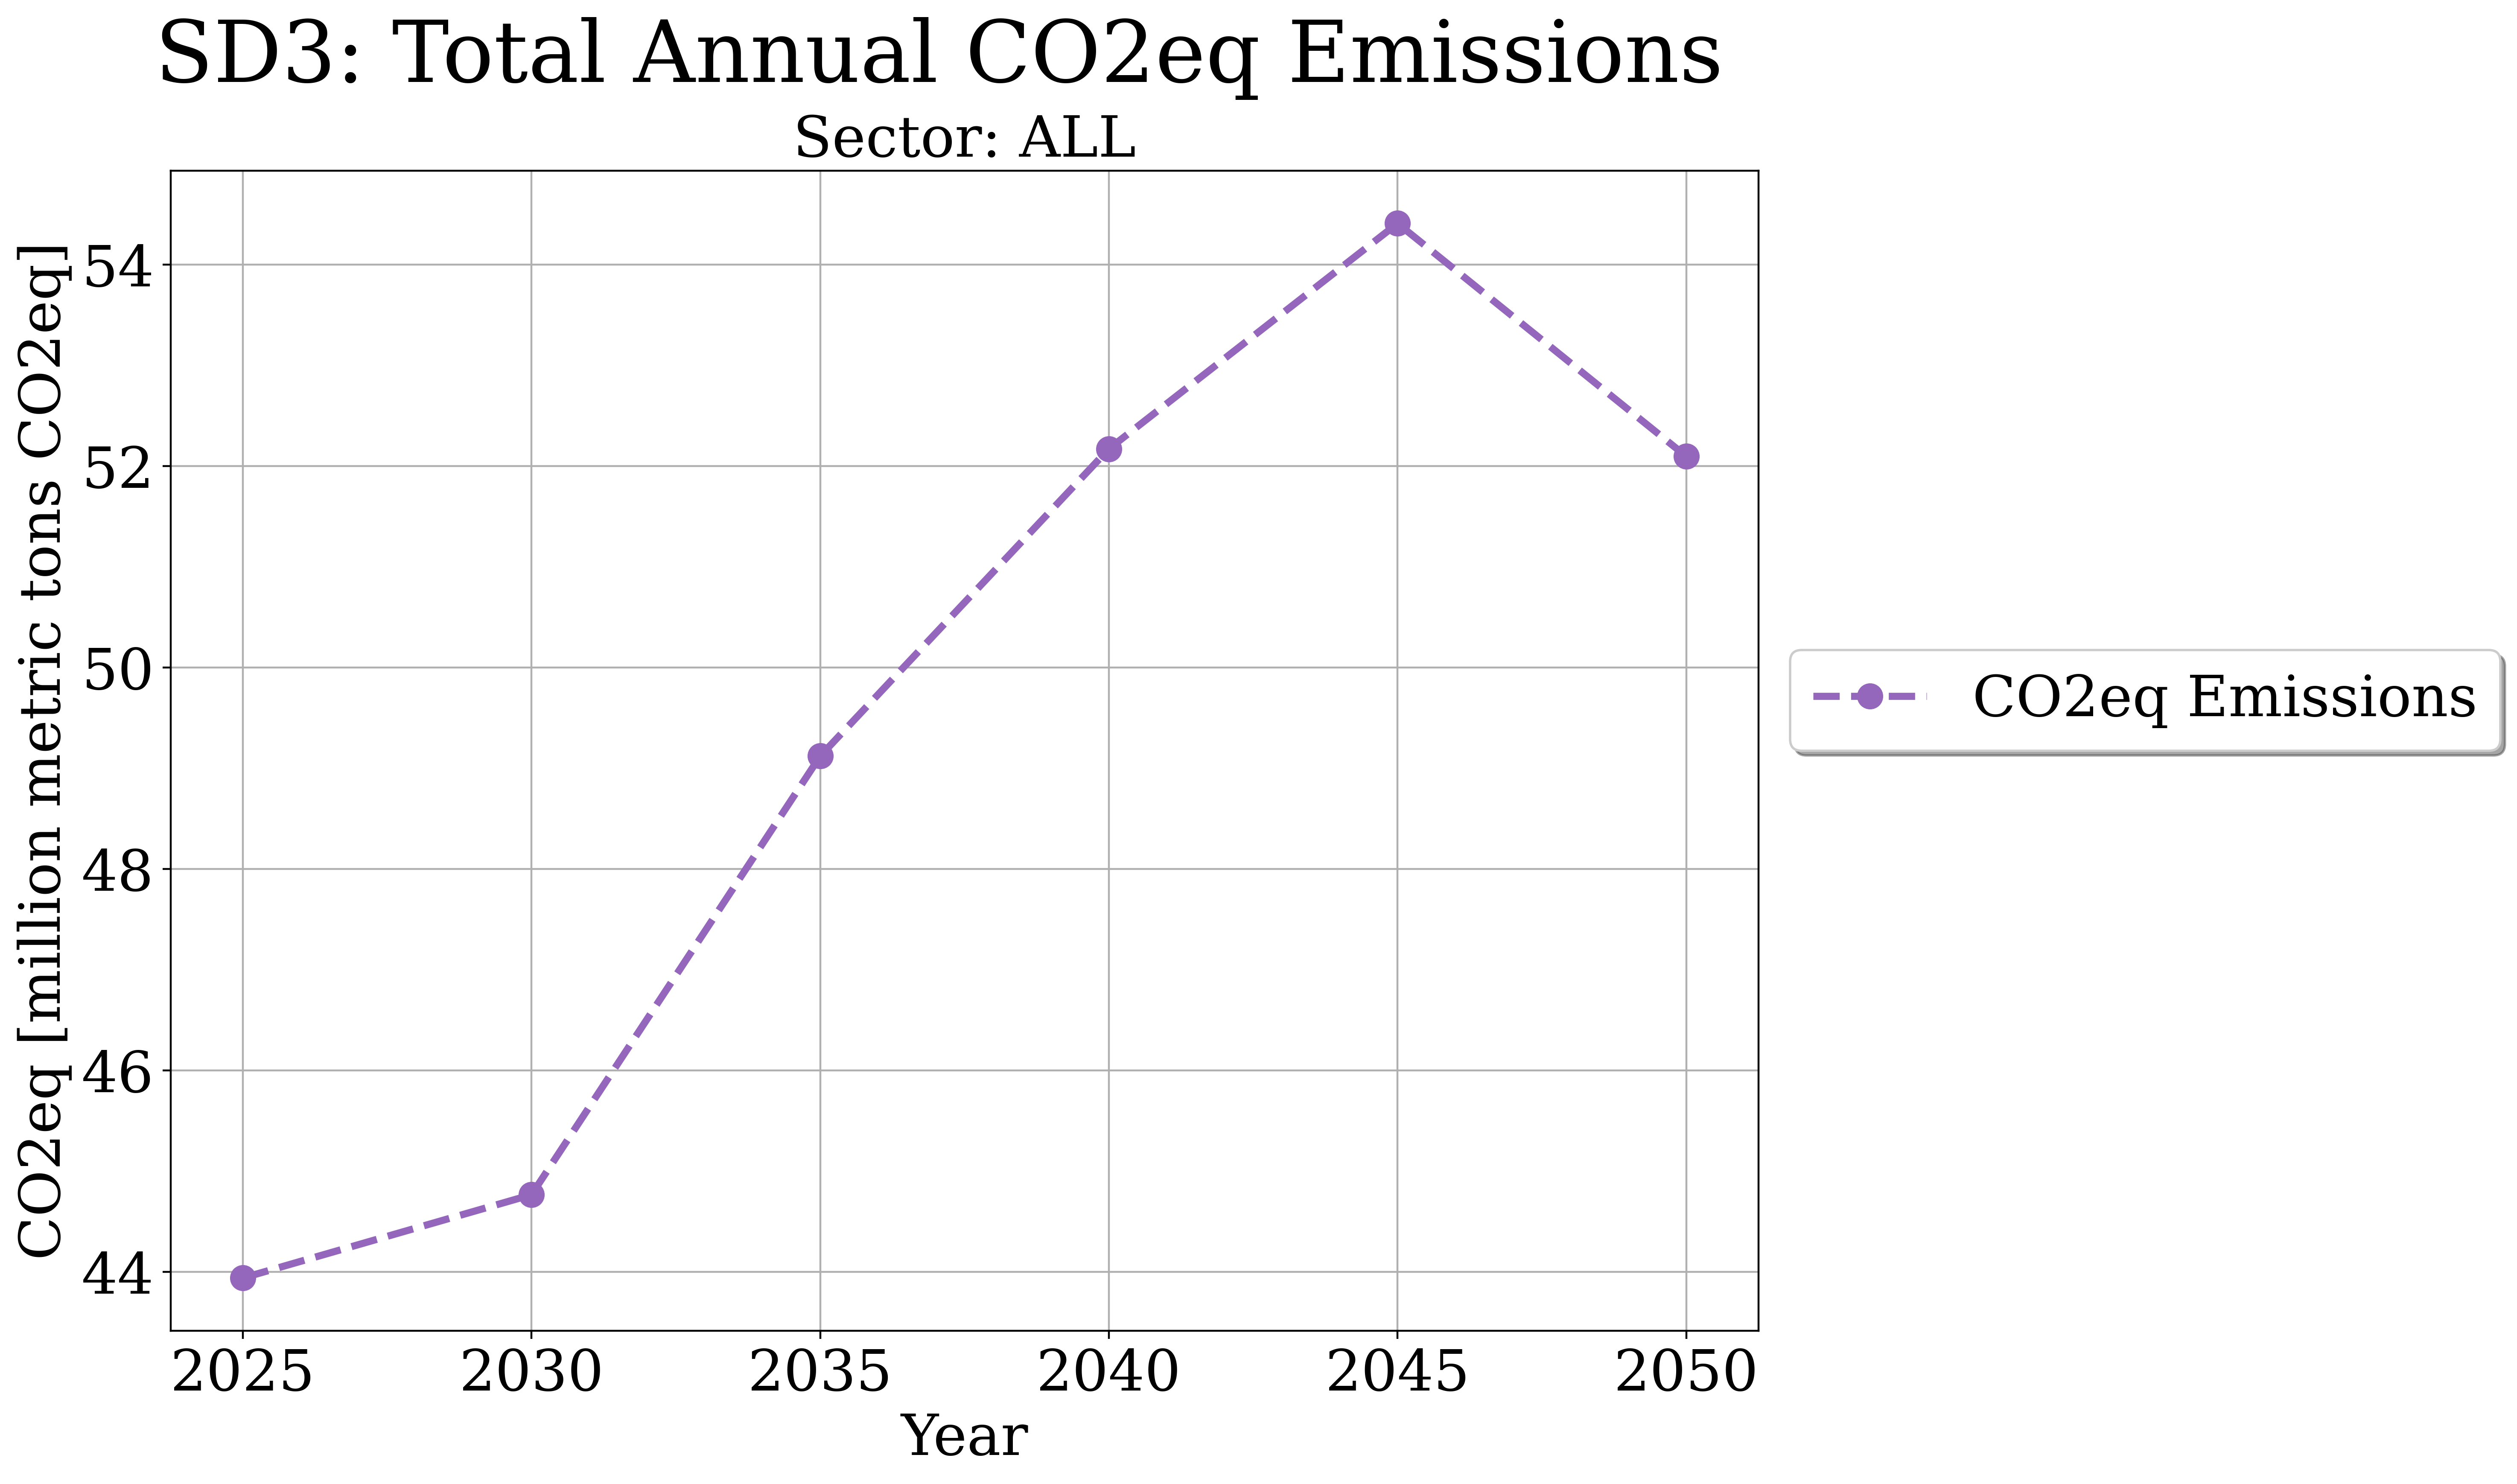 SD3: Total Annual CO2eq Emissions
Sector: ALL
CO2eq [million metric tons CO2eq]
54
52
50
48
46
44
2025 2030 2035 2040 2045 2050
Year
CO2eq Emissions